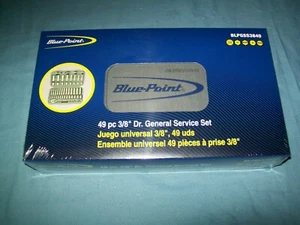 Blue-Point
BLPGSS3849
Blue-Point
49 pc 3/8" Dr. General Service Set
Juego universal 3/8", 49 uds
Ensemble universel 49 pièces à prise 3/8"